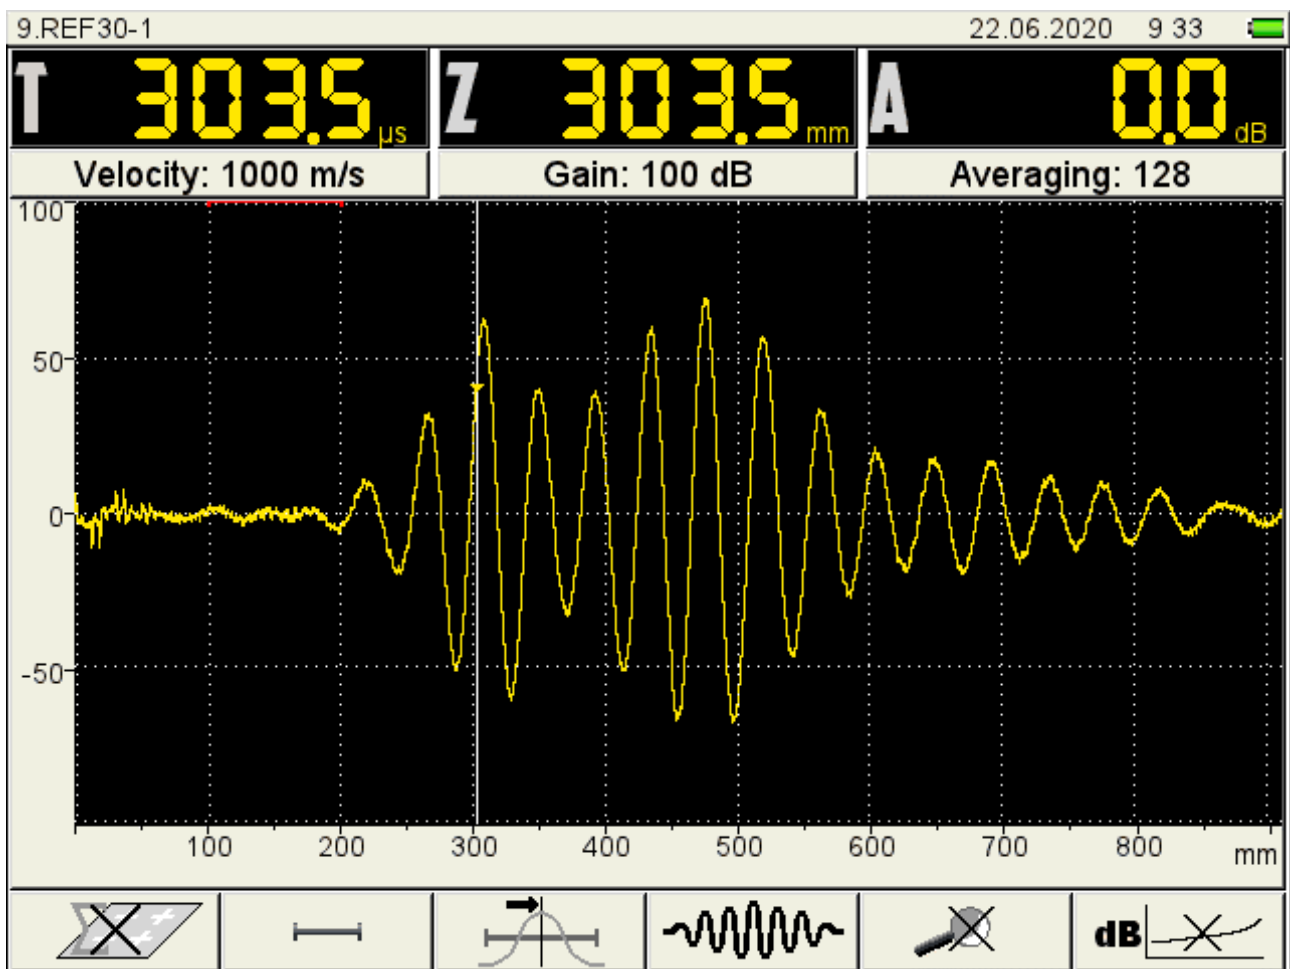 9.REF30-1 22.06.2020 9 33
T 303.5 µs Z 303.5 mm A 0.0 dB
Velocity: 1000 m/s Gain: 100 dB Averaging: 128
100
50
0
-50
100 200 300 400 500 600 700 800 mm
dB